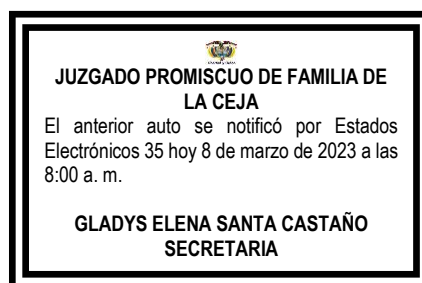 JUZGADO PROMISCUO DE FAMILIA DE
LA CEJA
El anterior auto se notificó por Estados
Electrónicos 35 hoy 8 de marzo de 2023 a las
8:00 a. m.
GLADYS ELENA SANTA CASTAÑO
SECRETARIA